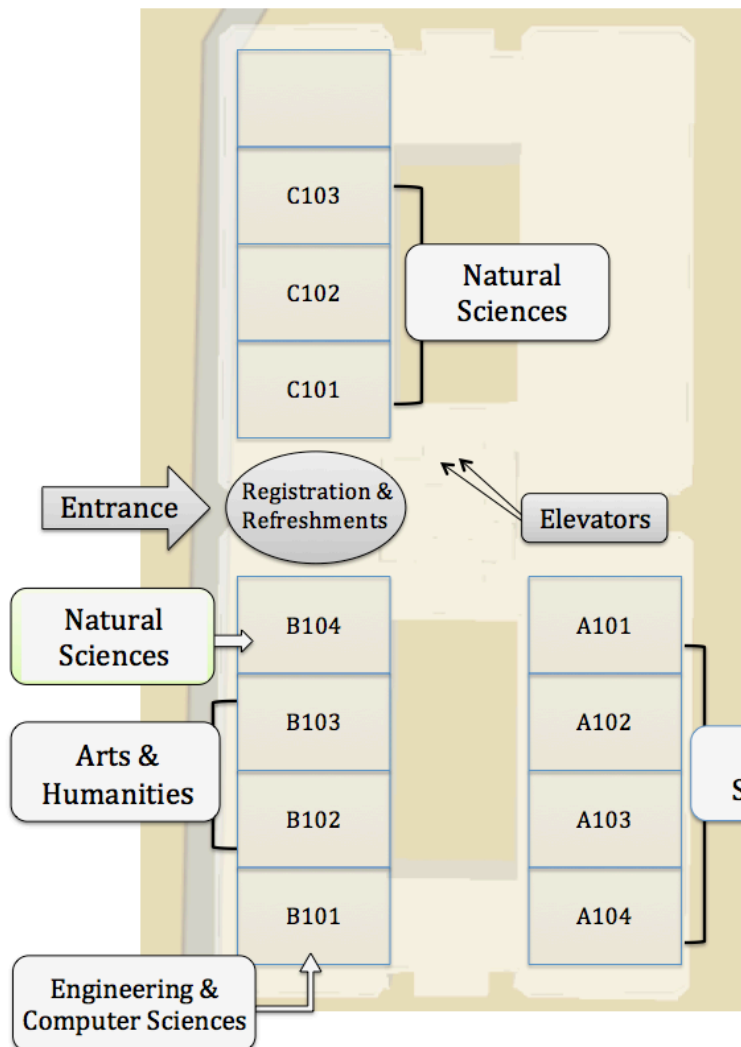 C103
C102
C101
Natural
Sciences
Entrance
Registration &
Refreshments
Elevators
Natural
Sciences
B104
A101
Arts &
Humanities
B103
A102
B102
A103
B101
A104
S
Engineering &
Computer Sciences